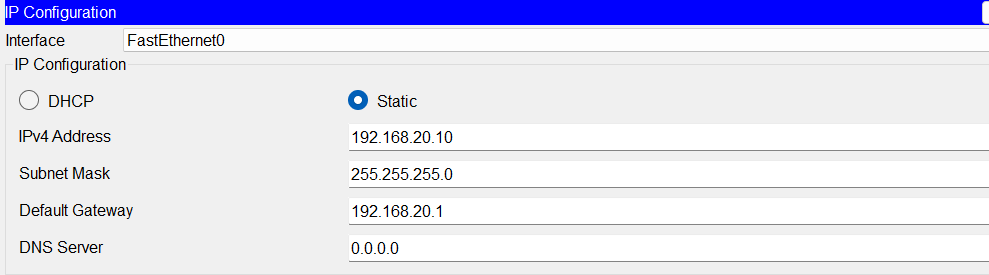 IP Configuration
Interface FastEthernet0
IP Configuration
DHCP Static
IPv4 Address 192.168.20.10
Subnet Mask 255.255.255.0
Default Gateway 192.168.20.1
DNS Server 0.0.0.0